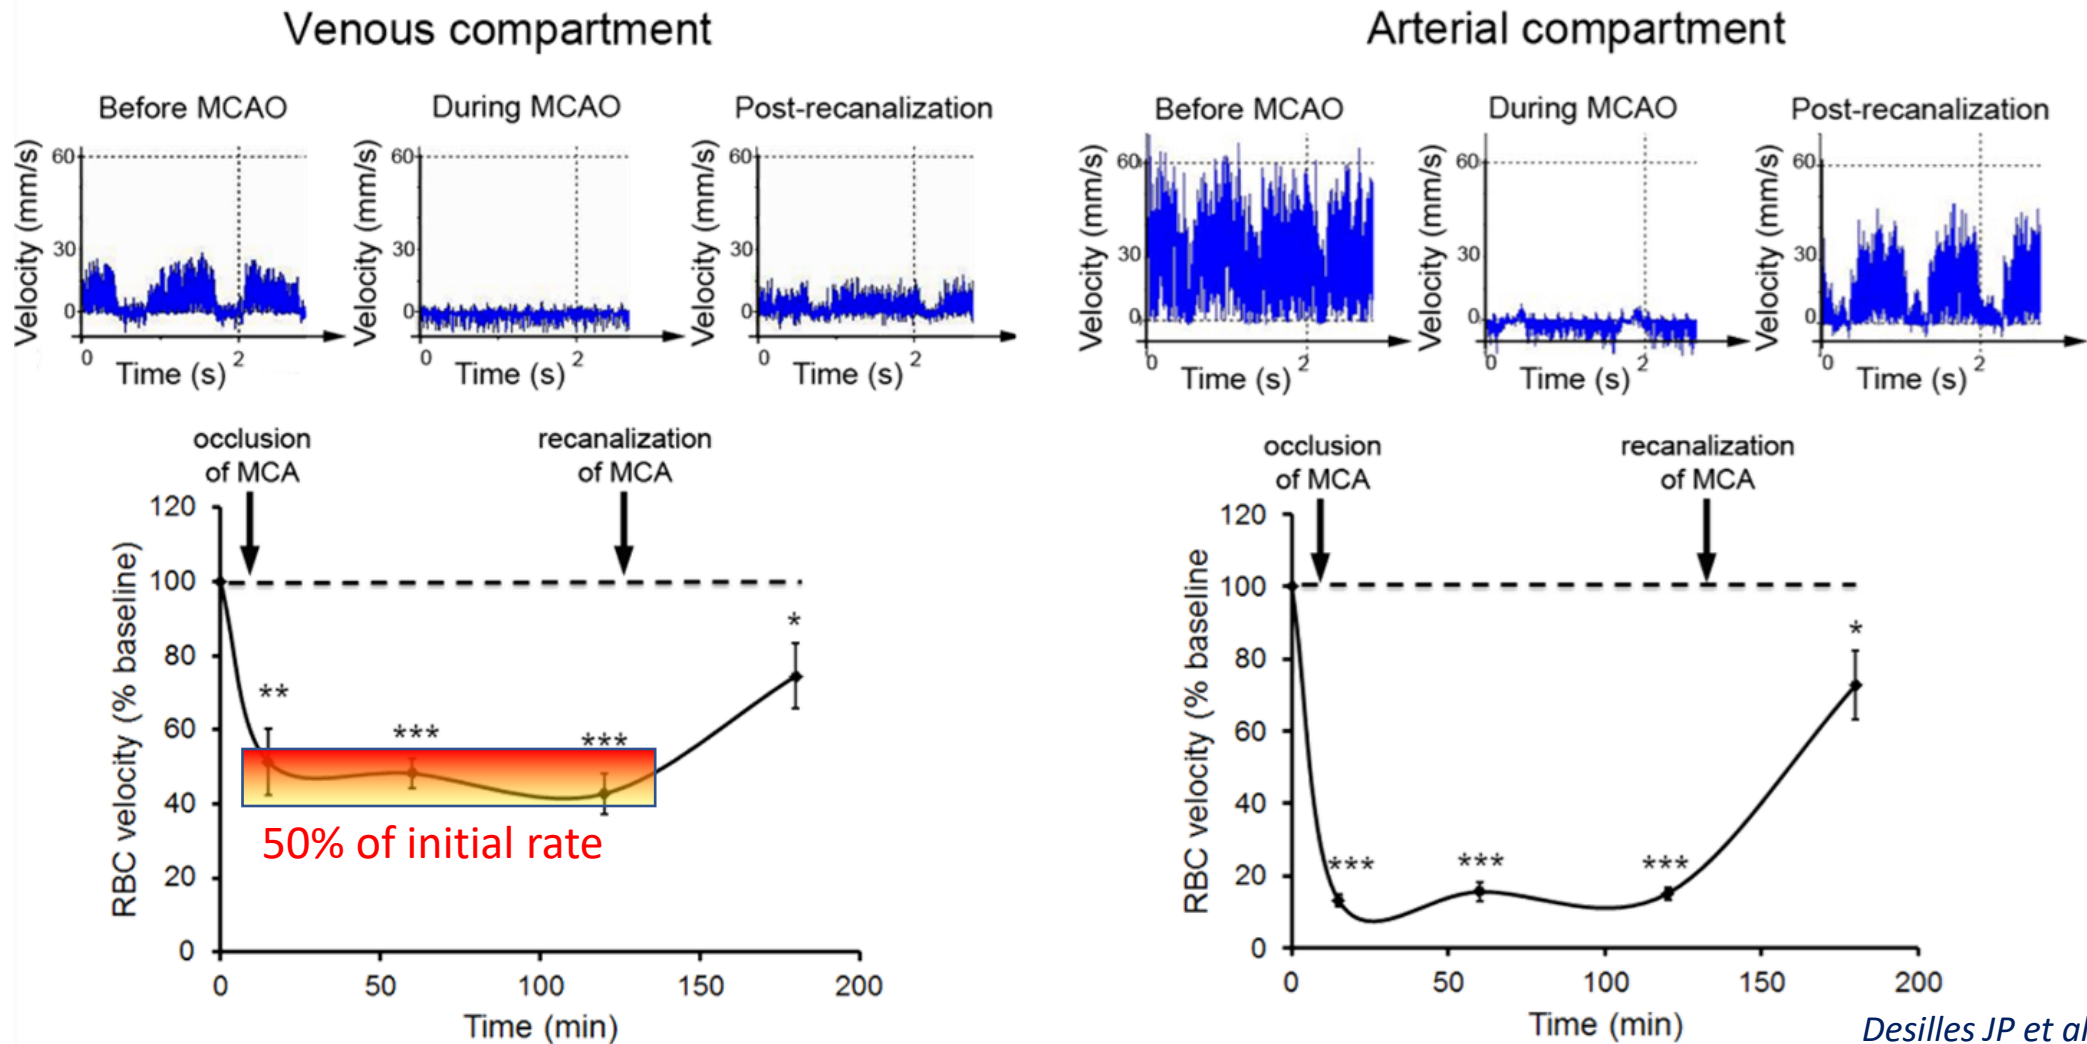 Venous compartment
Before MCAO
During MCAO
Post-recanalization
Velocity (mm/s)
60
30
0
0
2
Time (s)
Velocity (mm/s)
60
30
0
0
2
Time (s)
Velocity (mm/s)
60
30
0
0
2
Time (s)
occlusion
of MCA
recanalization
of MCA
RBC velocity (% baseline)
120
100
80
60
40
20
0
**
***
***
*
50% of initial rate
0
50
100
150
200
Time (min)
Arterial compartment
Before MCAO
During MCAO
Post-recanalization
Velocity (mm/s)
60
30
0
0
2
Time (s)
Velocity (mm/s)
60
30
0
0
2
Time (s)
Velocity (mm/s)
60
30
0
0
2
Time (s)
occlusion
of MCA
recanalization
of MCA
RBC velocity (% baseline
120
100
80
60
40
20
0
***
***
***
*
0
50
100
150
200
Time (min)
Desilles JP et al